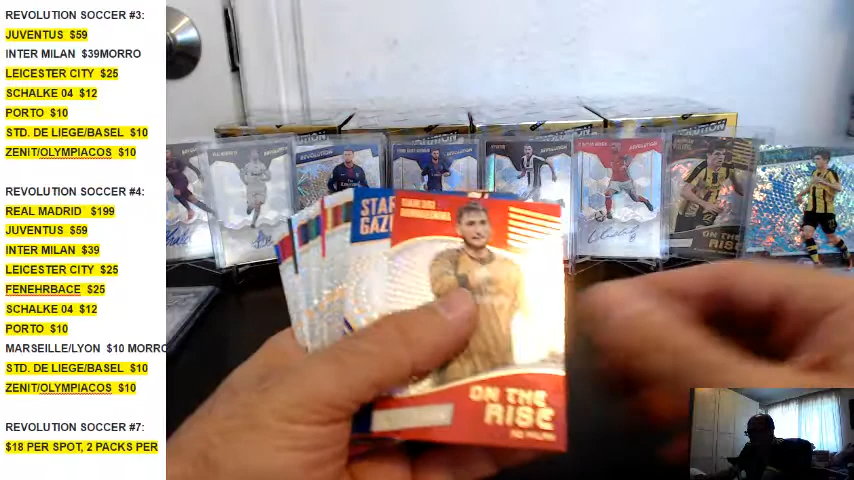 REVOLUTION SOCCER #3:
JUVENTUS $59
INTER MILAN $39MORRO
LEICESTER CITY $25
SCHALKE 04 $12
PORTO $10
STD. DE LIEGE/BASEL $10
ZENIT/OLYMPIACOS $10
REVOLUTION SOCCER #4:
REAL MADRID $199
JUVENTUS $59
INTER MILAN $39
LEICESTER CITY $25
FENEHRBACE $25
SCHALKE 04 $12
PORTO $10
MARSEILLE/LYON $10 MORRO
STD. DE LIEGE/BASEL $10
ZENIT/OLYMPIACOS $10
REVOLUTION SOCCER #7:
$18 PER SPOT, 2 PACKS PER
STAR
GAZ
ON THE
RISE
ON THE
RISE